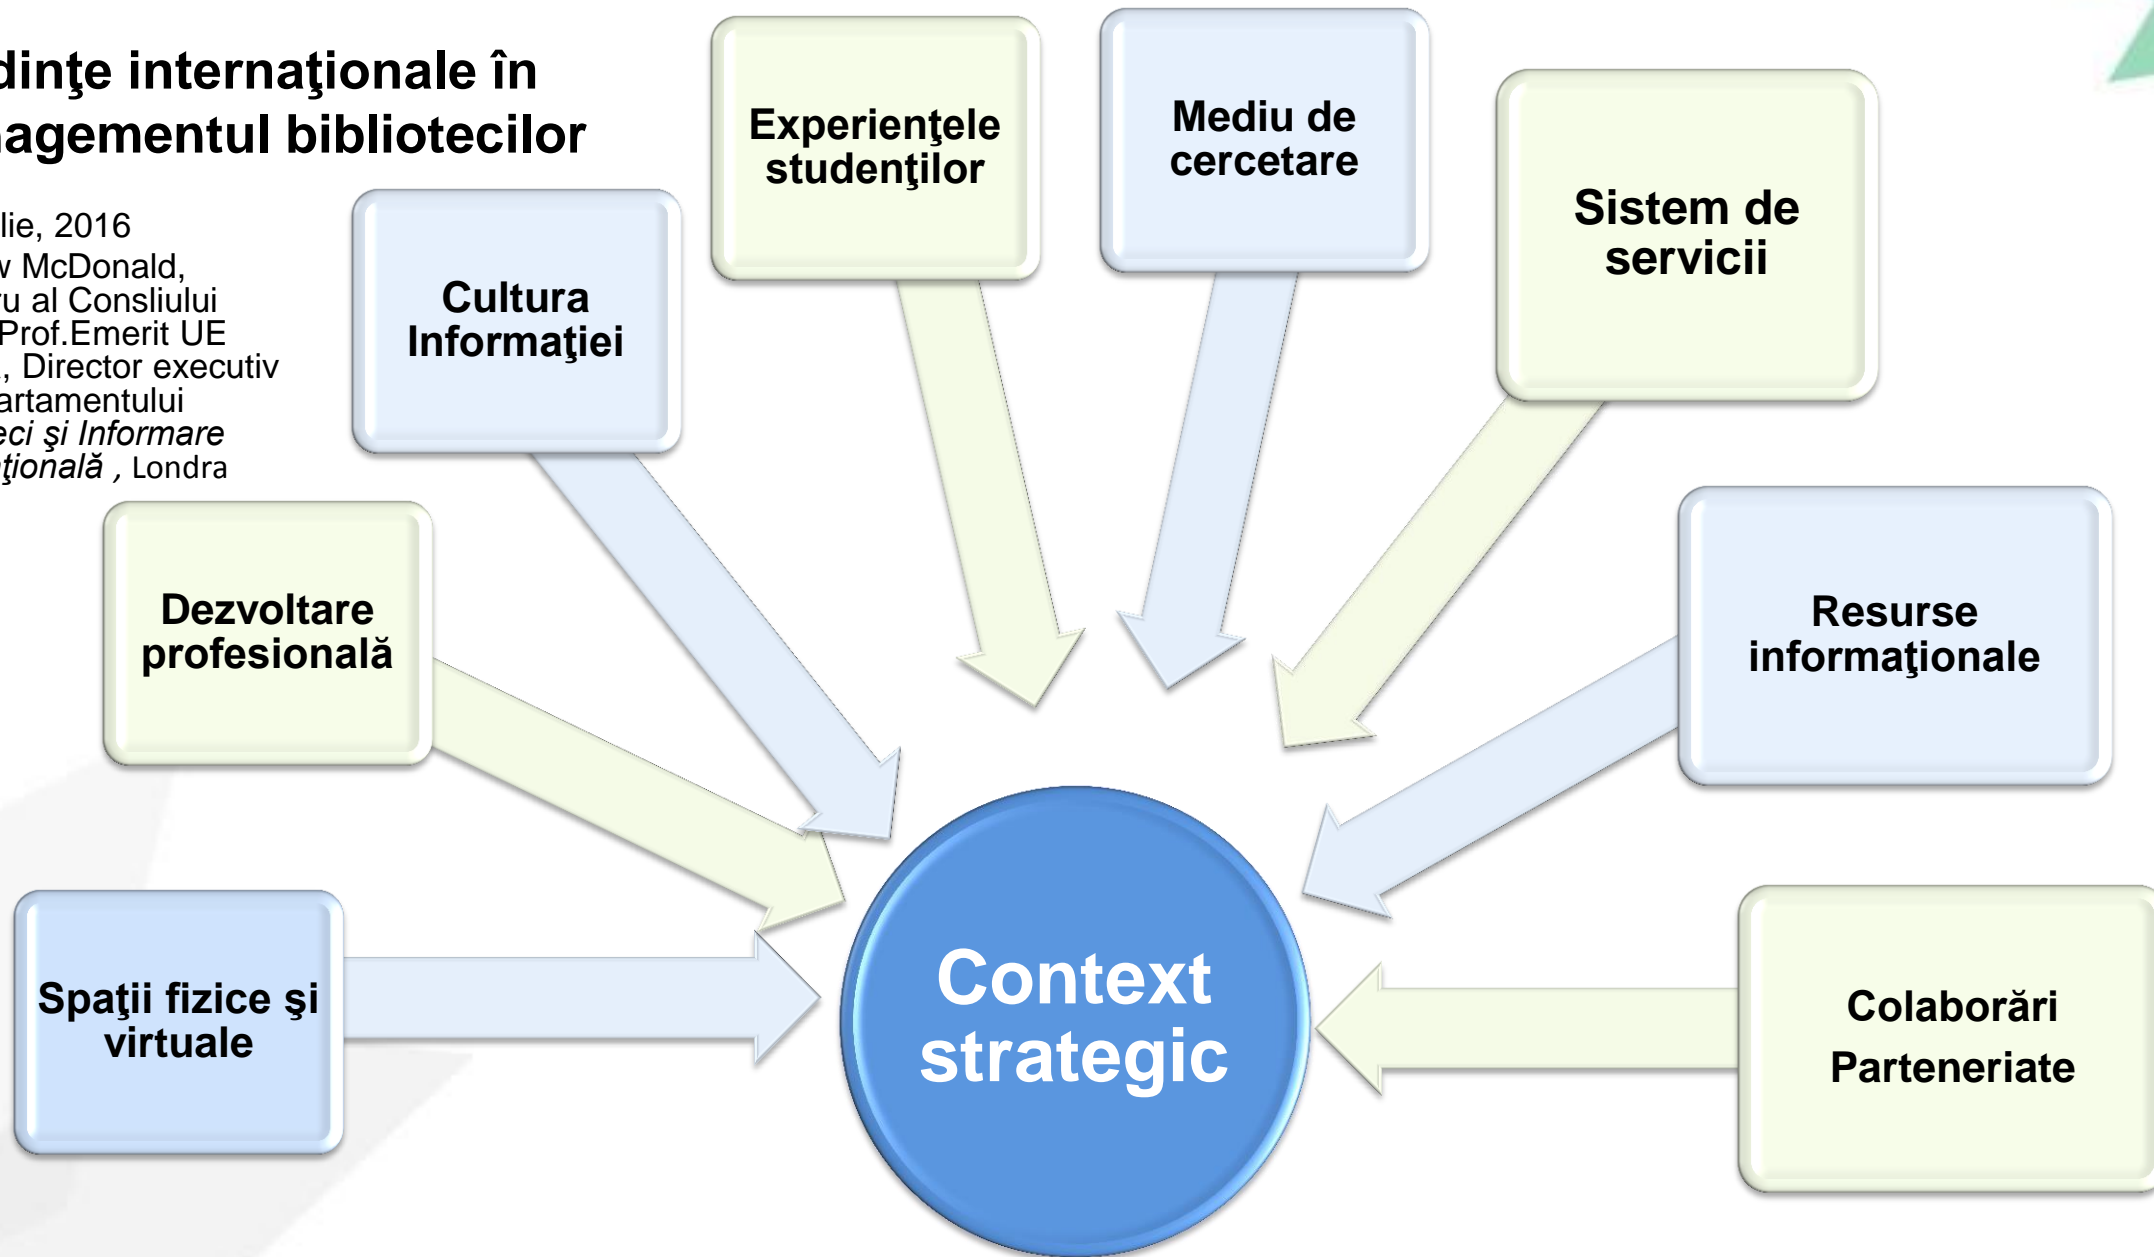 dinţe internaţionale în
nagementul bibliotecilor
lie, 2016
w McDonald,
ru al Consliului
Prof.Emerit UE
, Director executiv
artamentului
eci şi Informare
ţională , Londra
Experienţele
studenţilor
Mediu de
cercetare
Sistem de
servicii
Cultura
Informaţiei
Dezvoltare
profesională
Resurse
informaţionale
Spaţii fizice şi
virtuale
Context
strategic
Colaborări
Parteneriate